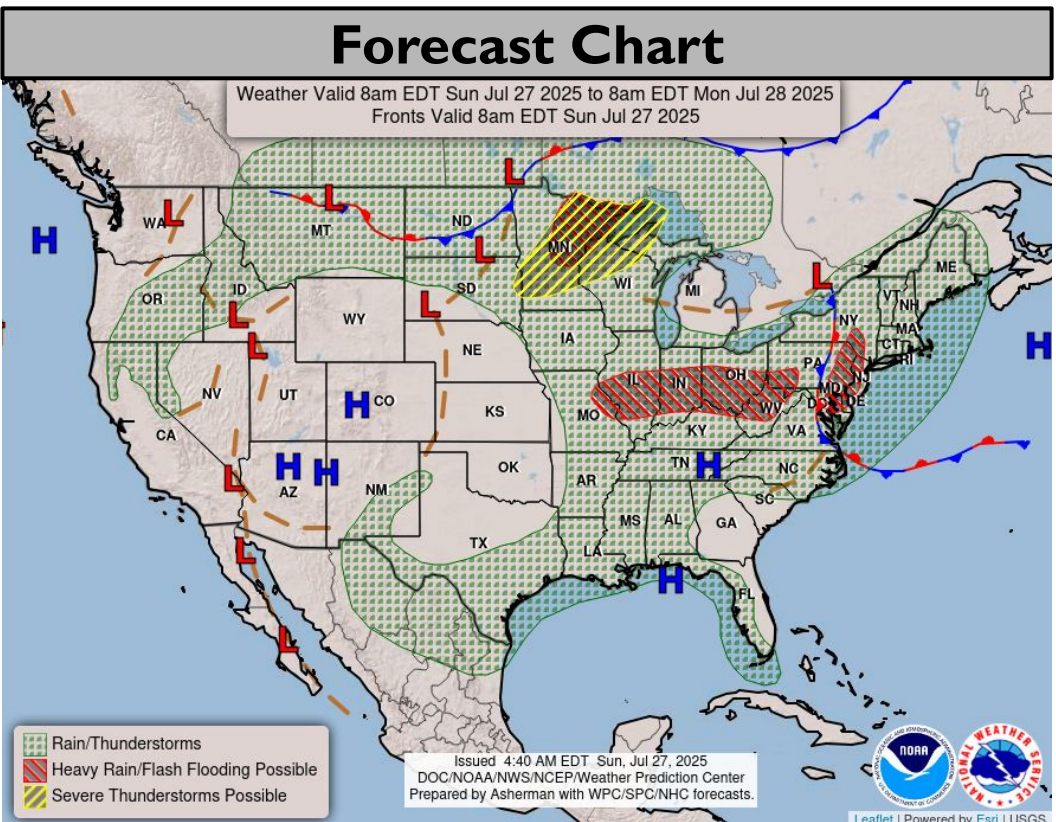 Forecast Chart
Weather Valid 8am EDT Sun Jul 27 2025 to 8am EDT Mon Jul 28 2025
Fronts Valid 8am EDT Sun Jul 27 2025
L
L
L
WA
MT
ND
H
MN
L
L
ME
OR
ID
SD
WI
MI
VT
NH
L
L
WY
NY
MA
L
IA
NE
CT
RI
H
PA
NV
UT
H
CO
IL
IN
OH
NJ
MD
DE
KS
MO
WV
CA
KY
VA
H
H
OK
TN
H
NC
L
AZ
NM
AR
SC
MS
AL
GA
L
TX
LA
H
FL
L
Rain/Thunderstorms
Heavy Rain/Flash Flooding Possible
Severe Thunderstorms Possible
Issued 4:40 AM EDT Sun, Jul 27, 2025
DOC/NOAA/NWS/NCEP/Weather Prediction Center
Prepared by Asherman with WPC/SPC/NHC forecasts.
NOAA
NATIONAL WEATHER SERVICE
Leaflet | Powered by Esri | USGS